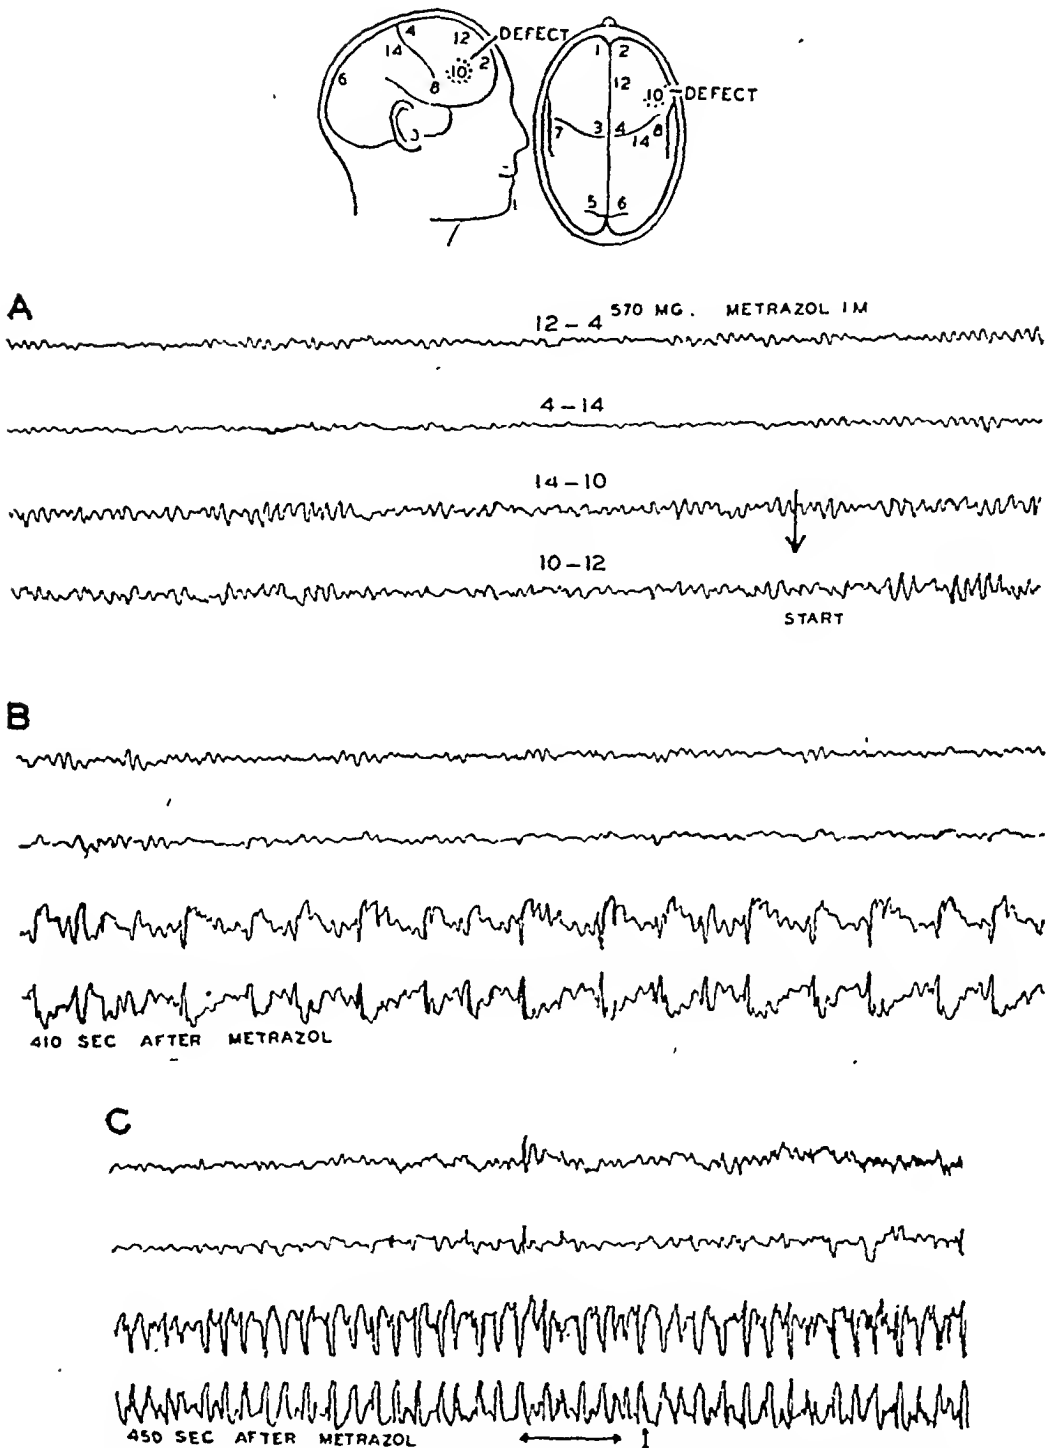 4
12
DEFECT
14
10
2
6
8
1 2
12
10
DEFECT
7 3 4 8
14
5 6
A
12 – 4
570 MG. METRAZOL IM
4 – 14
14 – 10
10 – 12
START
B
410 SEC AFTER METRAZOL
C
450 SEC AFTER METRAZOL